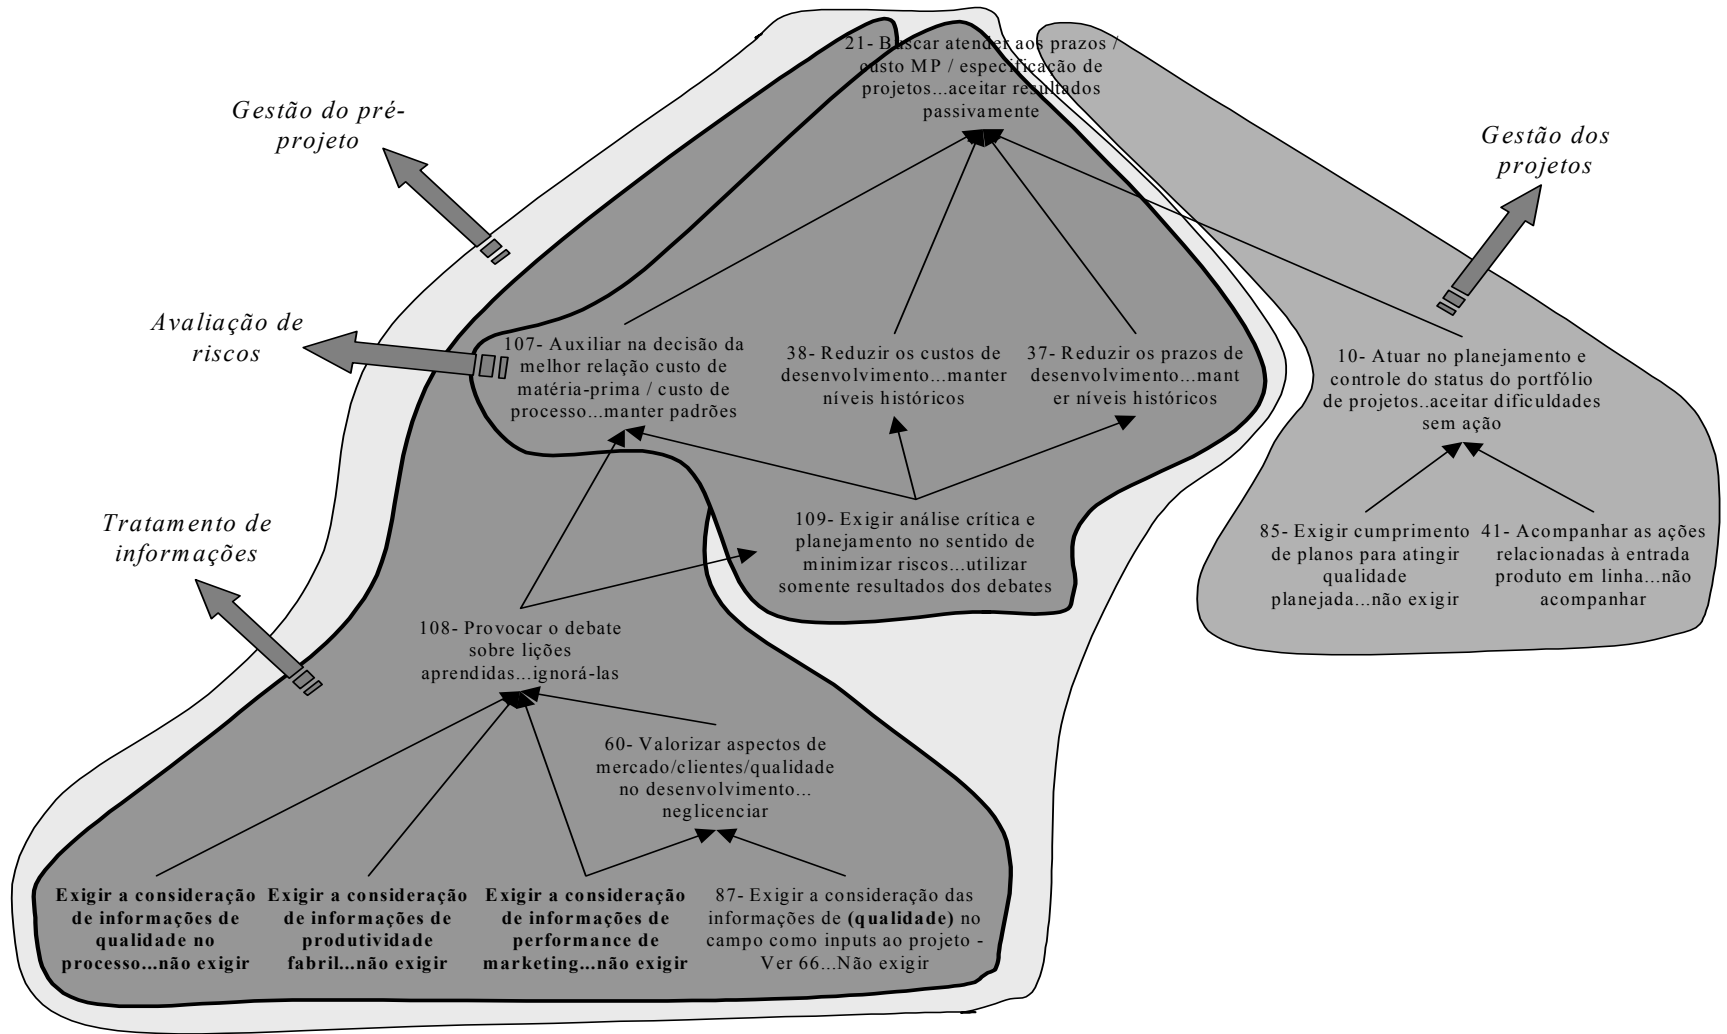 21- Buscar atender aos prazos /
custo MP / especificação de
projetos...aceitar resultados
passivamente
Gestão do pré-
projeto
Gestão dos
projetos
Avaliação de
riscos
107- Auxiliar na decisão da
melhor relação custo de
matéria-prima / custo de
processo...manter padrões
38- Reduzir os custos de
desenvolvimento...manter
níveis históricos
37- Reduzir os prazos de
desenvolvimento...mant
er níveis históricos
10- Atuar no planejamento e
controle do status do portfólio
de projetos..aceitar dificuldades
sem ação
Tratamento de
informações
109- Exigir análise crítica e
planejamento no sentido de
minimizar riscos...utilizar
somente resultados dos debates
85- Exigir cumprimento
de planos para atingir
qualidade
planejada...não exigir
41- Acompanhar as ações
relacionadas à entrada
produto em linha...não
acompanhar
108- Provocar o debate
sobre lições
aprendidas...ignorá-las
60- Valorizar aspectos de
mercado/clientes/qualidade
no desenvolvimento...
neglicenciar
Exigir a consideração
de informações de
qualidade no
processo...não exigir
Exigir a consideração
de informações de
produtividade
fabril...não exigir
Exigir a consideração
de informações de
performance de
marketing...não exigir
87- Exigir a consideração das
informações de (qualidade) no
campo como inputs ao projeto -
Ver 66...Não exigir